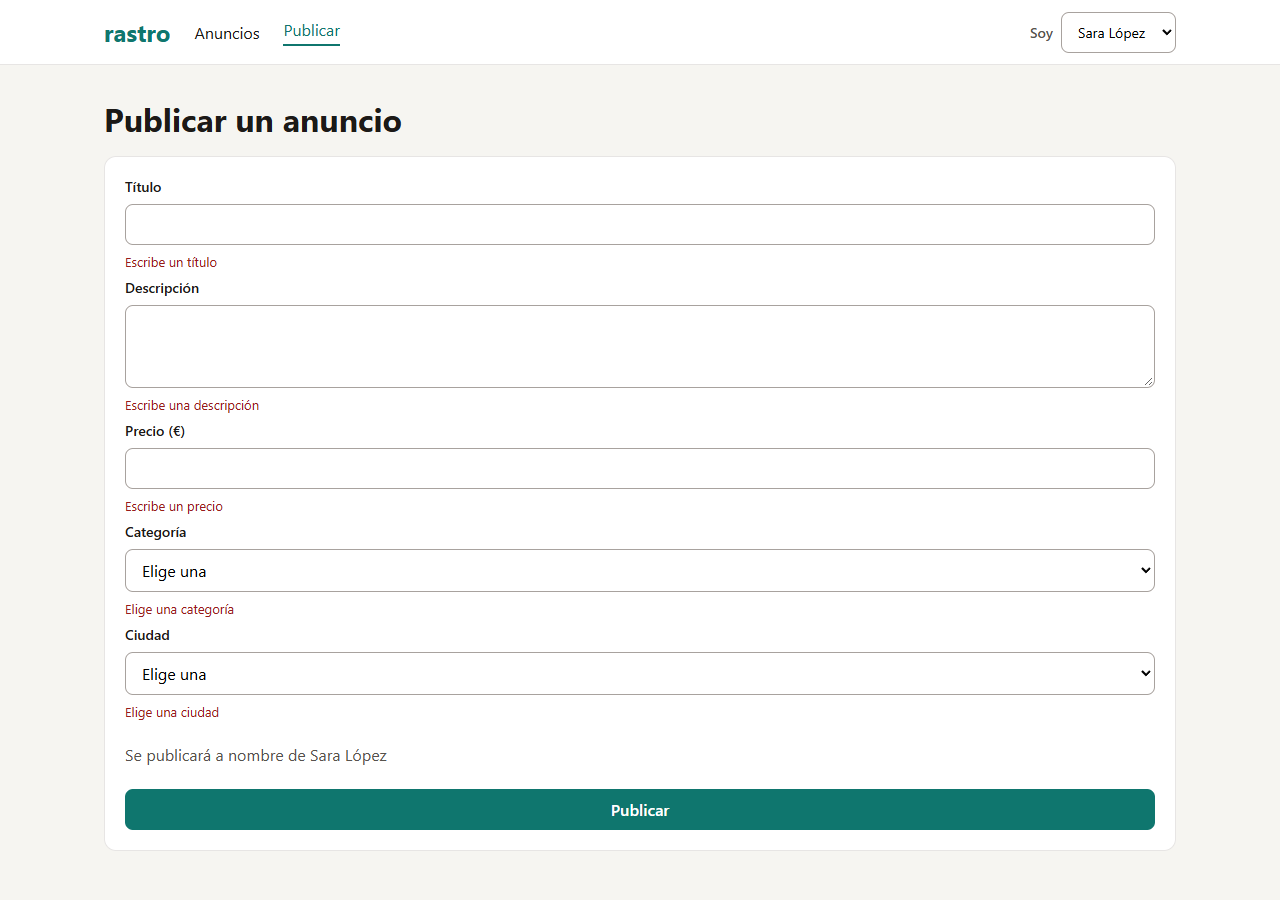 rastro Anuncios Publicar Soy Sara López
Publicar un anuncio
Título
Escribe un título
Descripción
Escribe una descripción
Precio (€)
Escribe un precio
Categoría
Elige una
Elige una categoría
Ciudad
Elige una
Elige una ciudad
Se publicará a nombre de Sara López
Publicar